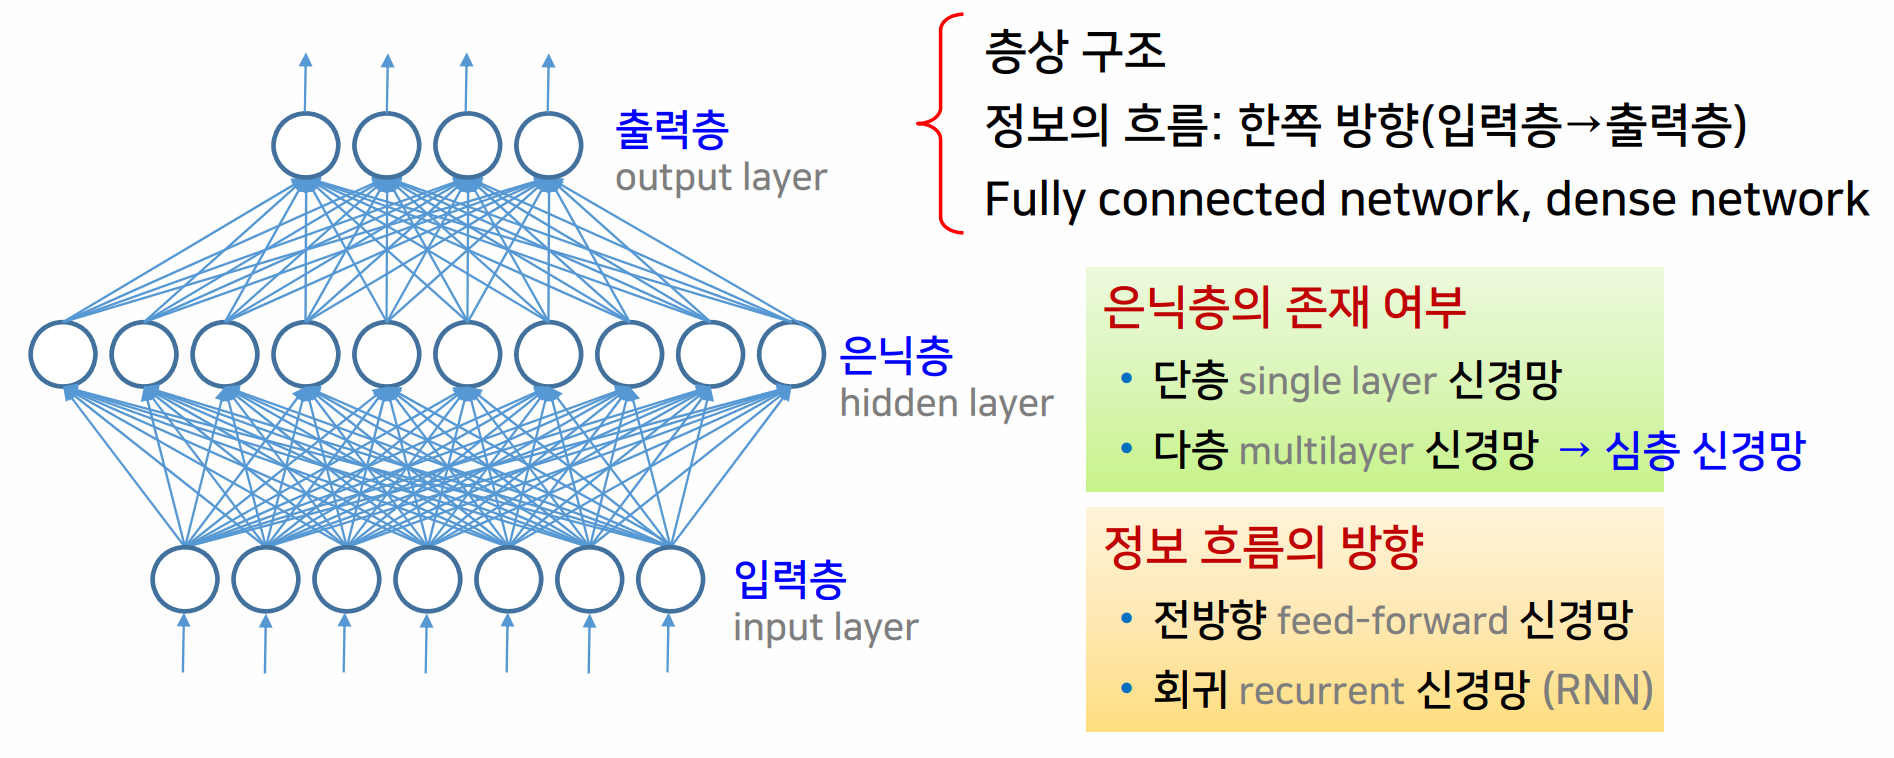 출력층
output layer
은닉층
hidden layer
입력층
input layer
층상 구조
정보의 흐름: 한쪽 방향(입력층→출력층)
Fully connected network, dense network
은닉층의 존재 여부
• 단층 single layer 신경망
• 다층 multilayer 신경망 → 심층 신경망
정보 흐름의 방향
• 전방향 feed-forward 신경망
• 회귀 recurrent 신경망 (RNN)